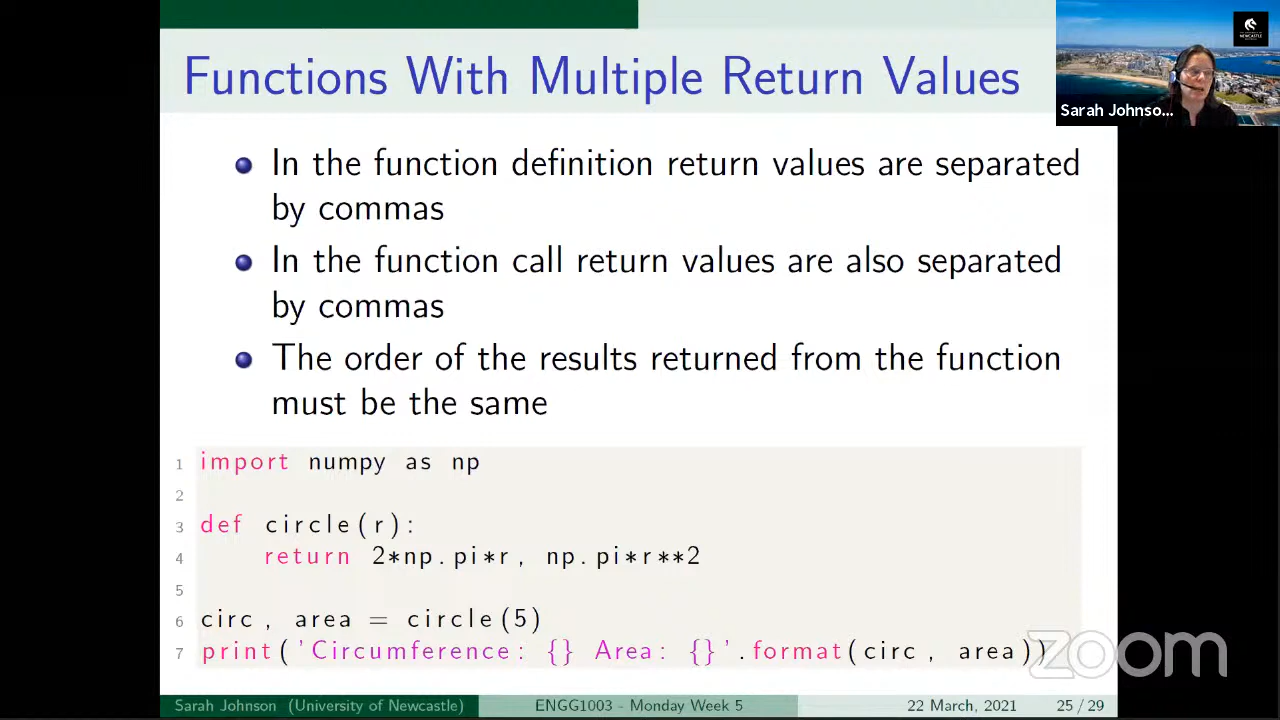 Functions With Multiple Return Values
Sarah Johnso...
In the function definition return values are separated
by commas
In the function call return values are also separated
by commas
The order of the results returned from the function
must be the same
1 import numpy as np
2
3 def circle(r):
4 return 2*np.pi*r, np.pi*r**2
5
6 circ, area = circle(5)
7 print('Circumference: {} Area: {}'.format(circ, area))
zoom
Sarah Johnson (University of Newcastle) ENGG1003 - Monday Week 5 22 March, 2021 25 / 29